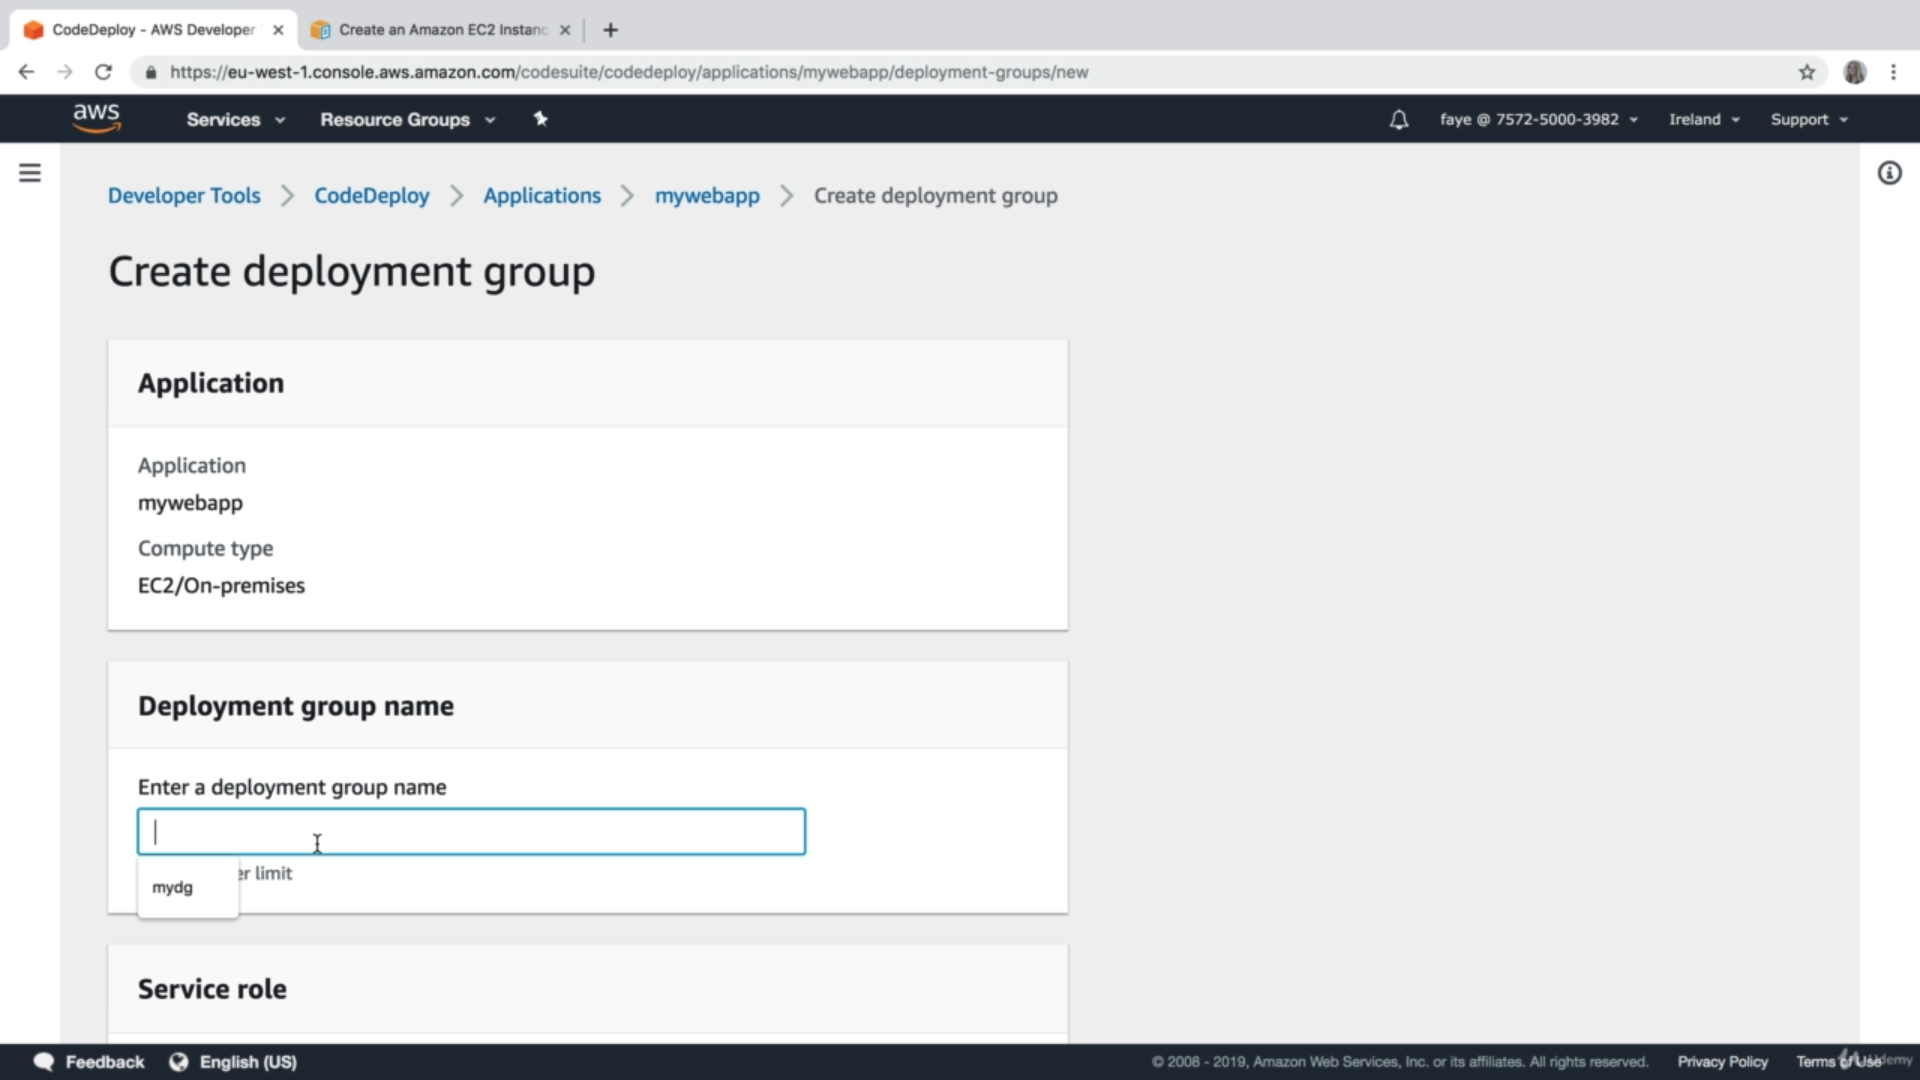 CodeDeploy - AWS Developer
Create an Amazon EC2 Instanc
https://eu-west-1.console.aws.amazon.com/codesuite/codedeploy/applications/mywebapp/deployment-groups/new
aws
Services
Resource Groups
faye @ 7572-5000-3982
Ireland
Support
Developer Tools
CodeDeploy
Applications
mywebapp
Create deployment group
Create deployment group
Application
Application
mywebapp
Compute type
EC2/On-premises
Deployment group name
Enter a deployment group name
er limit
mydg
Service role
Feedback
English (US)
© 2008 - 2019, Amazon Web Services, Inc. or its affiliates. All rights reserved.
Privacy Policy
Terms of Use